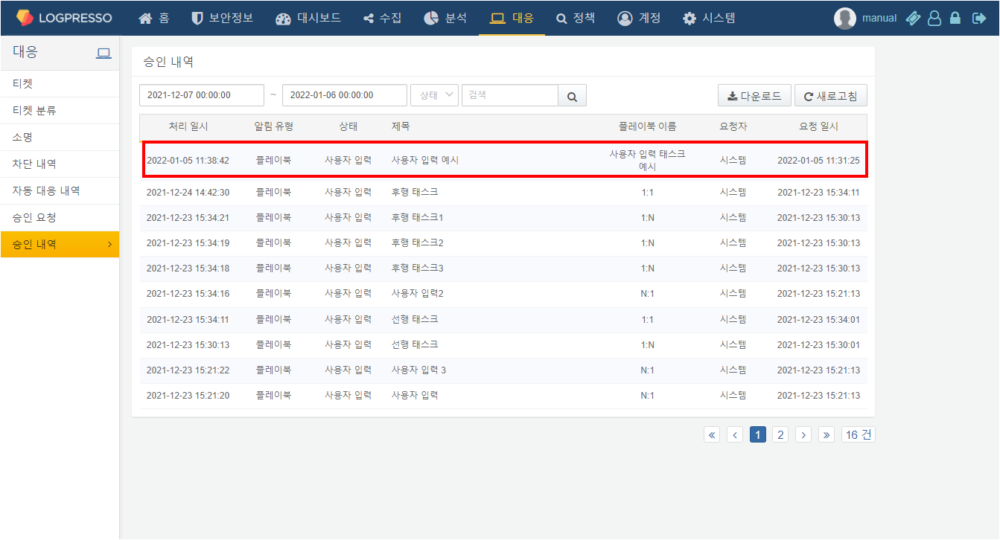 LOGPRESSO 홈 보안정보 대시보드 수집 분석 대응 정책 계정 시스템 manual
대응
티켓
티켓 분류
소명
차단 내역
자동 대응 내역
승인 요청
승인 내역
승인 내역
2021-12-07 00:00:00 ~ 2022-01-06 00:00:00 상태 검색 다운로드 새로고침
처리 일시 알림 유형 상태 제목 플레이북 이름 요청자 요청 일시
2022-01-05 11:38:42 플레이북 사용자 입력 사용자 입력 예시 사용자 입력 태스크 예시 시스템 2022-01-05 11:31:25
2021-12-24 14:42:30 플레이북 사용자 입력 후행 태스크 1:1 시스템 2021-12-23 15:34:11
2021-12-23 15:34:21 플레이북 사용자 입력 후행 태스크1 1:N 시스템 2021-12-23 15:30:13
2021-12-23 15:34:19 플레이북 사용자 입력 후행 태스크2 1:N 시스템 2021-12-23 15:30:13
2021-12-23 15:34:18 플레이북 사용자 입력 후행 태스크3 1:N 시스템 2021-12-23 15:30:13
2021-12-23 15:34:16 플레이북 사용자 입력 사용자 입력2 N:1 시스템 2021-12-23 15:21:13
2021-12-23 15:34:11 플레이북 사용자 입력 선행 태스크 1:1 시스템 2021-12-23 15:34:01
2021-12-23 15:30:13 플레이북 사용자 입력 선행 태스크 1:N 시스템 2021-12-23 15:30:01
2021-12-23 15:21:22 플레이북 사용자 입력 사용자 입력 3 N:1 시스템 2021-12-23 15:21:13
2021-12-23 15:21:20 플레이북 사용자 입력 사용자 입력 N:1 시스템 2021-12-23 15:21:13
« ‹ 1 2 › » 16 건